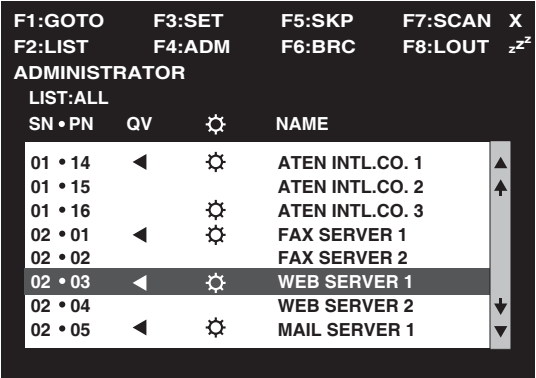 F1:GOTO F3:SET F5:SKP F7:SCAN X
F2:LIST F4:ADM F6:BRC F8:LOUT zZz
ADMINISTRATOR
LIST:ALL
SN•PN QV NAME
01•14 ATEN INTL.CO. 1
01•15 ATEN INTL.CO. 2
01•16 ATEN INTL.CO. 3
02•01 FAX SERVER 1
02•02 FAX SERVER 2
02•03 WEB SERVER 1
02•04 WEB SERVER 2
02•05 MAIL SERVER 1